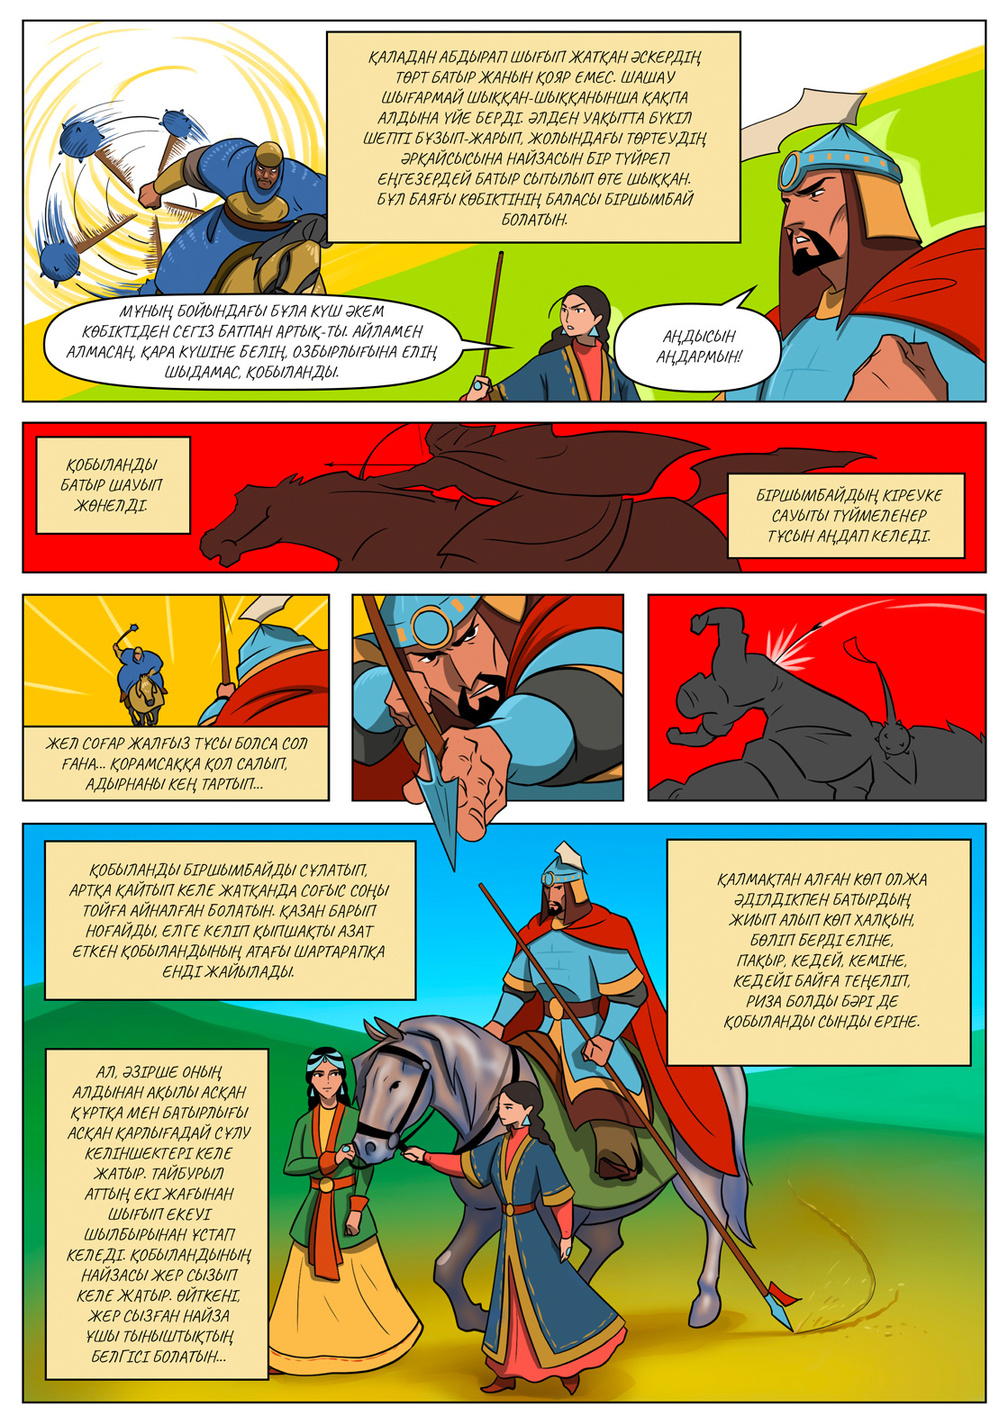 ҚАЛАДАН АБДЫРАП ШЫҒЫП ЖАТҚАН ӘСКЕРДІҢ
ТӨРТ БАТЫР ЖАНЫН ҚОЯР ЕМЕС. ШАШАУ
ШЫҒАРМАЙ ШЫҚҚАН-ШЫҚҚАНЫНША ҚАҚПА
АЛДЫНА ҮЙЕ БЕРДІ. ӘЛДЕН УАҚЫТТА БҮКІЛ
ШЕПТІ БҰЗЫП-ЖАРЫП, ЖОЛЫНДАҒЫ ТӨРТЕУДІҢ
ӘРҚАЙСЫСЫНА НАЙЗАСЫН БІР ТҮЙРЕП
ЕҢГЕЗЕРДЕЙ БАТЫР СЫТЫЛЫП ӨТЕ ШЫҚҚАН.
БҰЛ БАЯҒЫ КӨБІКТІНІҢ БАЛАСЫ БІРШЫМБАЙ
БОЛАТЫН.
МҰНЫҢ БОЙЫНДАҒЫ БҰЛА КҮШ ӘКЕМ
КӨБІКТІДЕН СЕГІЗ БАТПАН АРТЫҚ-ТЫ. АЙЛАМЕН
АЛМАСАҢ, ҚАРА КҮШІНЕ БЕЛІҢ, ОЗБЫРЛЫҒЫНА ЕЛІҢ
ШЫДАМАС, ҚОБЫЛАНДЫ.
АҢДЫСЫН
АҢДАРМЫН!
ҚОБЫЛАНДЫ
БАТЫР ШАУЫП
ЖӨНЕЛДІ.
БІРШЫМБАЙДЫҢ КІРЕУКЕ
САУЫТЫ ТҮЙМЕЛЕНЕР
ТҰСЫН АҢДАП КЕЛЕДІ.
ЖЕЛ СОҒАР ЖАЛҒЫЗ ТҰСЫ БОЛСА СОЛ
ҒАНА... ҚОРАМСАҚҚА ҚОЛ САЛЫП,
АДЫРНАНЫ КЕҢ ТАРТЫП...
ҚОБЫЛАНДЫ БІРШЫМБАЙДЫ СҰЛАТЫП,
АРТҚА ҚАЙТЫП КЕЛЕ ЖАТҚАНДА СОҒЫС СОҢЫ
ТОЙҒА АЙНАЛҒАН БОЛАТЫН. ҚАЗАН БАРЫП
НОҒАЙДЫ, ЕЛГЕ КЕЛІП ҚЫПШАҚТЫ АЗАТ
ЕТКЕН ҚОБЫЛАНДЫНЫҢ АТАҒЫ ШАРТАРАПҚА
ЕНДІ ЖАЙЫЛАДЫ.
ҚАЛМАҚТАН АЛҒАН КӨП ОЛЖА
ӘДІЛДІКПЕН БАТЫРДЫҢ
ЖИЫП АЛЫП КӨП ХАЛҚЫН,
БӨЛІП БЕРДІ ЕЛІНЕ,
ПАҚЫР, КЕДЕЙ, КЕМІНЕ,
КЕДЕЙІ БАЙҒА ТЕҢЕЛІП,
РИЗА БОЛДЫ БӘРІ ДЕ
ҚОБЫЛАНДЫ СЫНДЫ ЕРІНЕ.
АЛ, ӘЗІРШЕ ОНЫҢ
АЛДЫНАН АҚЫЛЫ АСҚАН
ҚҰРТҚА МЕН БАТЫРЛЫҒЫ
АСҚАН ҚАРЛЫҒАДАЙ СҰЛУ
КЕЛІНШЕКТЕРІ КЕЛЕ
ЖАТЫР. ТАЙБУРЫЛ
АТТЫҢ ЕКІ ЖАҒЫНАН
ШЫҒЫП ЕКЕУІ
ШЫЛБЫРЫНАН ҰСТАП
КЕЛЕДІ. ҚОБЫЛАНДЫНЫҢ
НАЙЗАСЫ ЖЕР СЫЗЫП
КЕЛЕ ЖАТЫР. ӨЙТКЕНІ,
ЖЕР СЫЗҒАН НАЙЗА
ҰШЫ ТЫНЫШТЫҚТЫҢ
БЕЛГІСІ БОЛАТЫН...